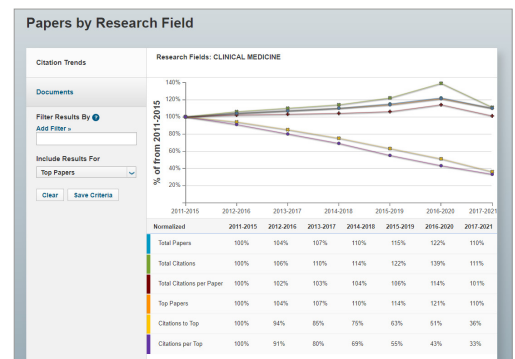 Papers by Research Field
Citation Trends
Documents
Filter Results By ?
Add Filter »
Include Results For
Top Papers
Clear Save Criteria
Research Fields: CLINICAL MEDICINE
% of from 2011-2015
140%
120%
100%
80%
60%
40%
20%
2011-2015 2012-2016 2013-2017 2014-2018 2015-2019 2016-2020 2017-2021
Normalized 2011-2015 2012-2016 2013-2017 2014-2018 2015-2019 2016-2020 2017-2021
Total Papers 100% 104% 107% 110% 115% 122% 110%
Total Citations 100% 106% 110% 114% 122% 139% 111%
Total Citations per Paper 100% 102% 103% 104% 106% 114% 101%
Top Papers 100% 104% 107% 110% 114% 121% 110%
Citations to Top 100% 94% 85% 75% 63% 51% 36%
Citations per Top 100% 91% 80% 69% 55% 43% 33%